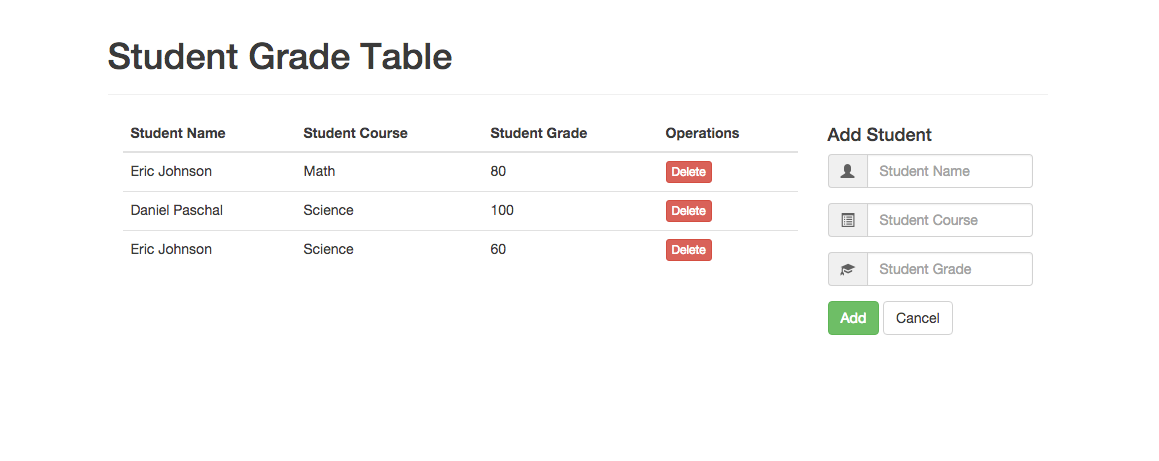 Student Grade Table
Student Name Student Course Student Grade Operations
Eric Johnson Math 80 Delete
Daniel Paschal Science 100 Delete
Eric Johnson Science 60 Delete
Add Student
Student Name
Student Course
Student Grade
Add Cancel